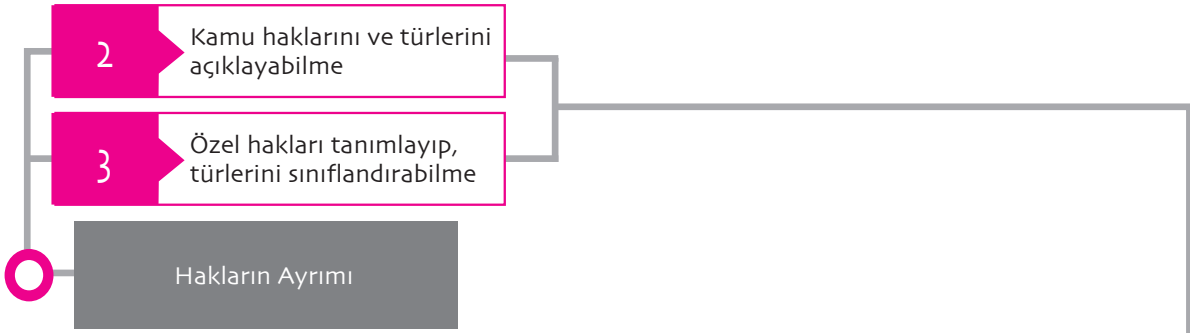 2
Kamu haklarını ve türlerini
açıklayabilme
3
Özel hakları tanımlayıp,
türlerini sınıflandırabilme
Hakların Ayrımı